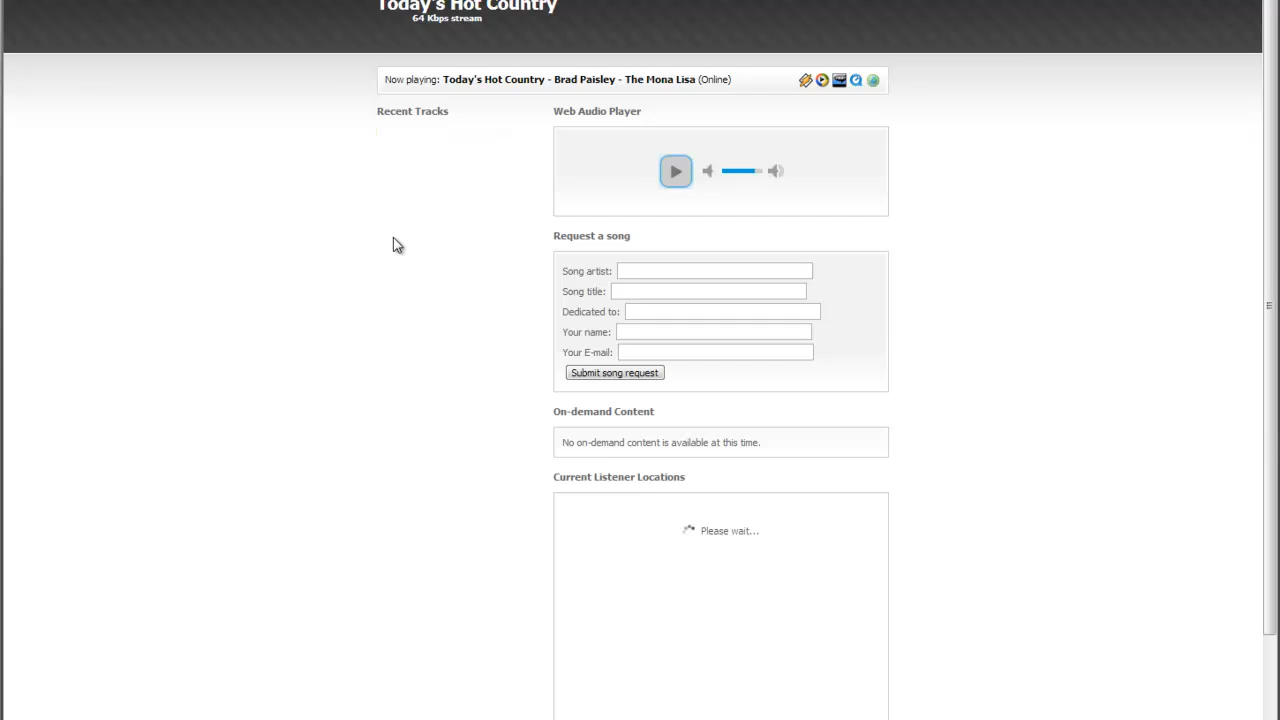 Today's Hot Country
64 Kbps stream
Now playing: Today's Hot Country - Brad Paisley - The Mona Lisa (Online)
Recent Tracks
Web Audio Player
Request a song
Song artist:
Song title:
Dedicated to:
Your name:
Your E-mail:
Submit song request
On-demand Content
No on-demand content is available at this time.
Current Listener Locations
Please wait...